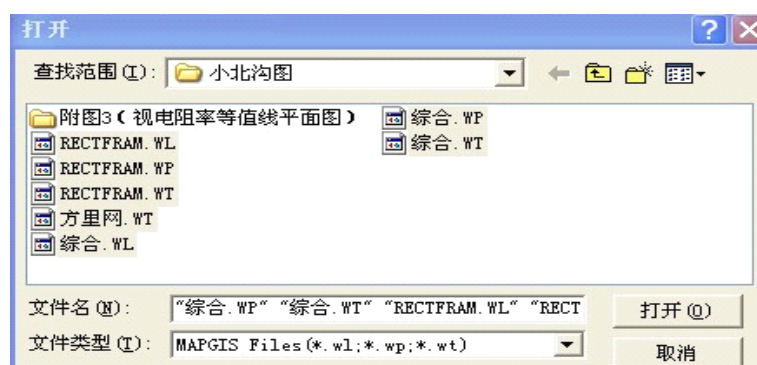 打开
查找范围(I): 小北沟图
附图3(视电阻率等值线平面图)
RECTFRAM.WL
RECTFRAM.WP
RECTFRAM.WT
方里网.WT
综合.WL
综合.WP
综合.WT
文件名(N): "综合.WP" "综合.WT" "RECTFRAM.WL" "RECT 打开(O)
文件类型(T): MAPGIS Files(*.wl;*.wp;*.wt) 取消